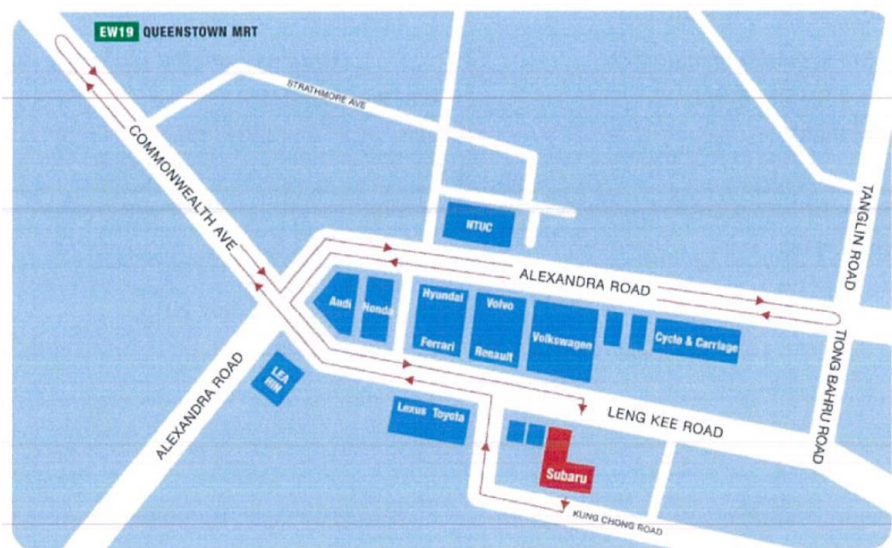 EW19 QUEENSTOWN MRT
STRATHMORE AVE
COMMONWEALTH AVE
NTUC
TANGLIN ROAD
ALEXANDRA ROAD
Audi
Honda
Hyundai
Ferrari
Volvo
Renault
Volkswagen
Cycle & Carriage
TIONG BAHRU ROAD
ALEXANDRA ROAD
LEA
HIN
Lexus Toyota
LENG KEE ROAD
Subaru
KUNG CHONG ROAD